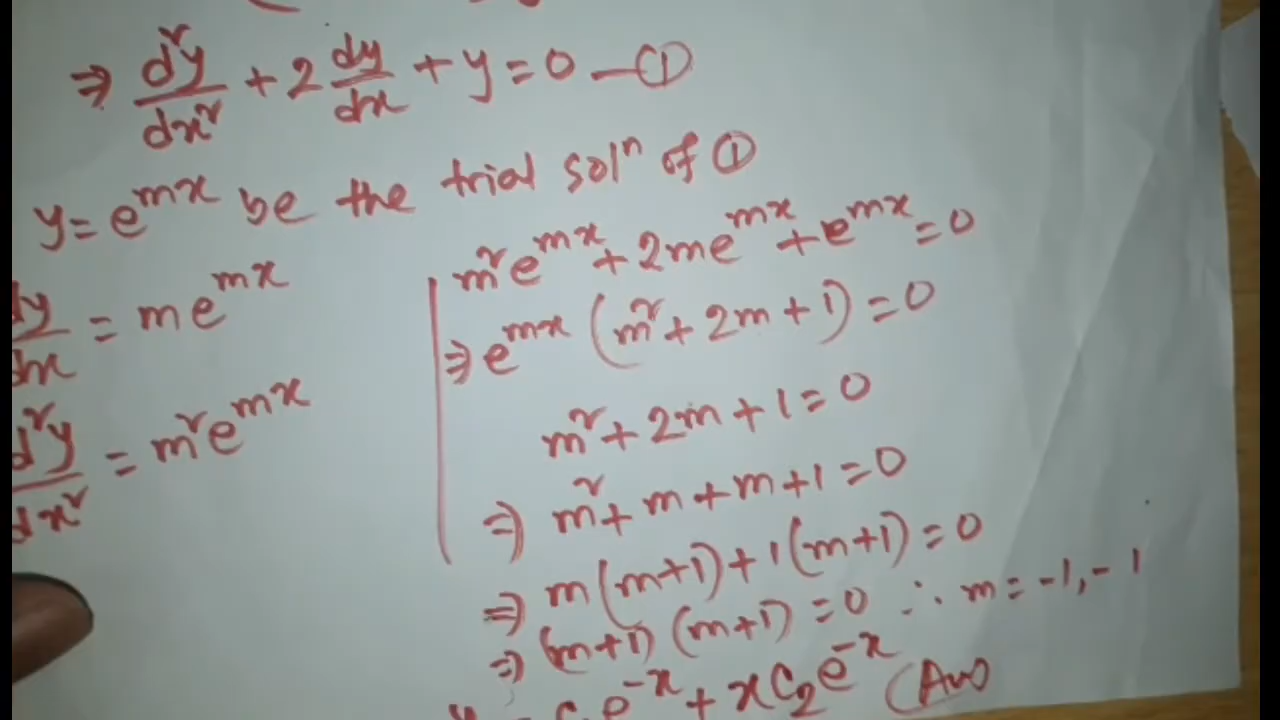 ⇒ d²y/dx² + 2 dy/dx + y = 0 — ①
y = e^{mx} be the trial solⁿ of ①
dy/dx = me^{mx}
d²y/dx² = m²e^{mx}
m²e^{mx} + 2me^{mx} + e^{mx} = 0
⇒ e^{mx} (m² + 2m + 1) = 0
m² + 2m + 1 = 0
⇒ m² + m + m + 1 = 0
⇒ m(m+1) + 1(m+1) = 0
⇒ (m+1) (m+1) = 0 ∴ m = -1, -1
y = C₁e^{-x} + xC₂e^{-x} (Ans)